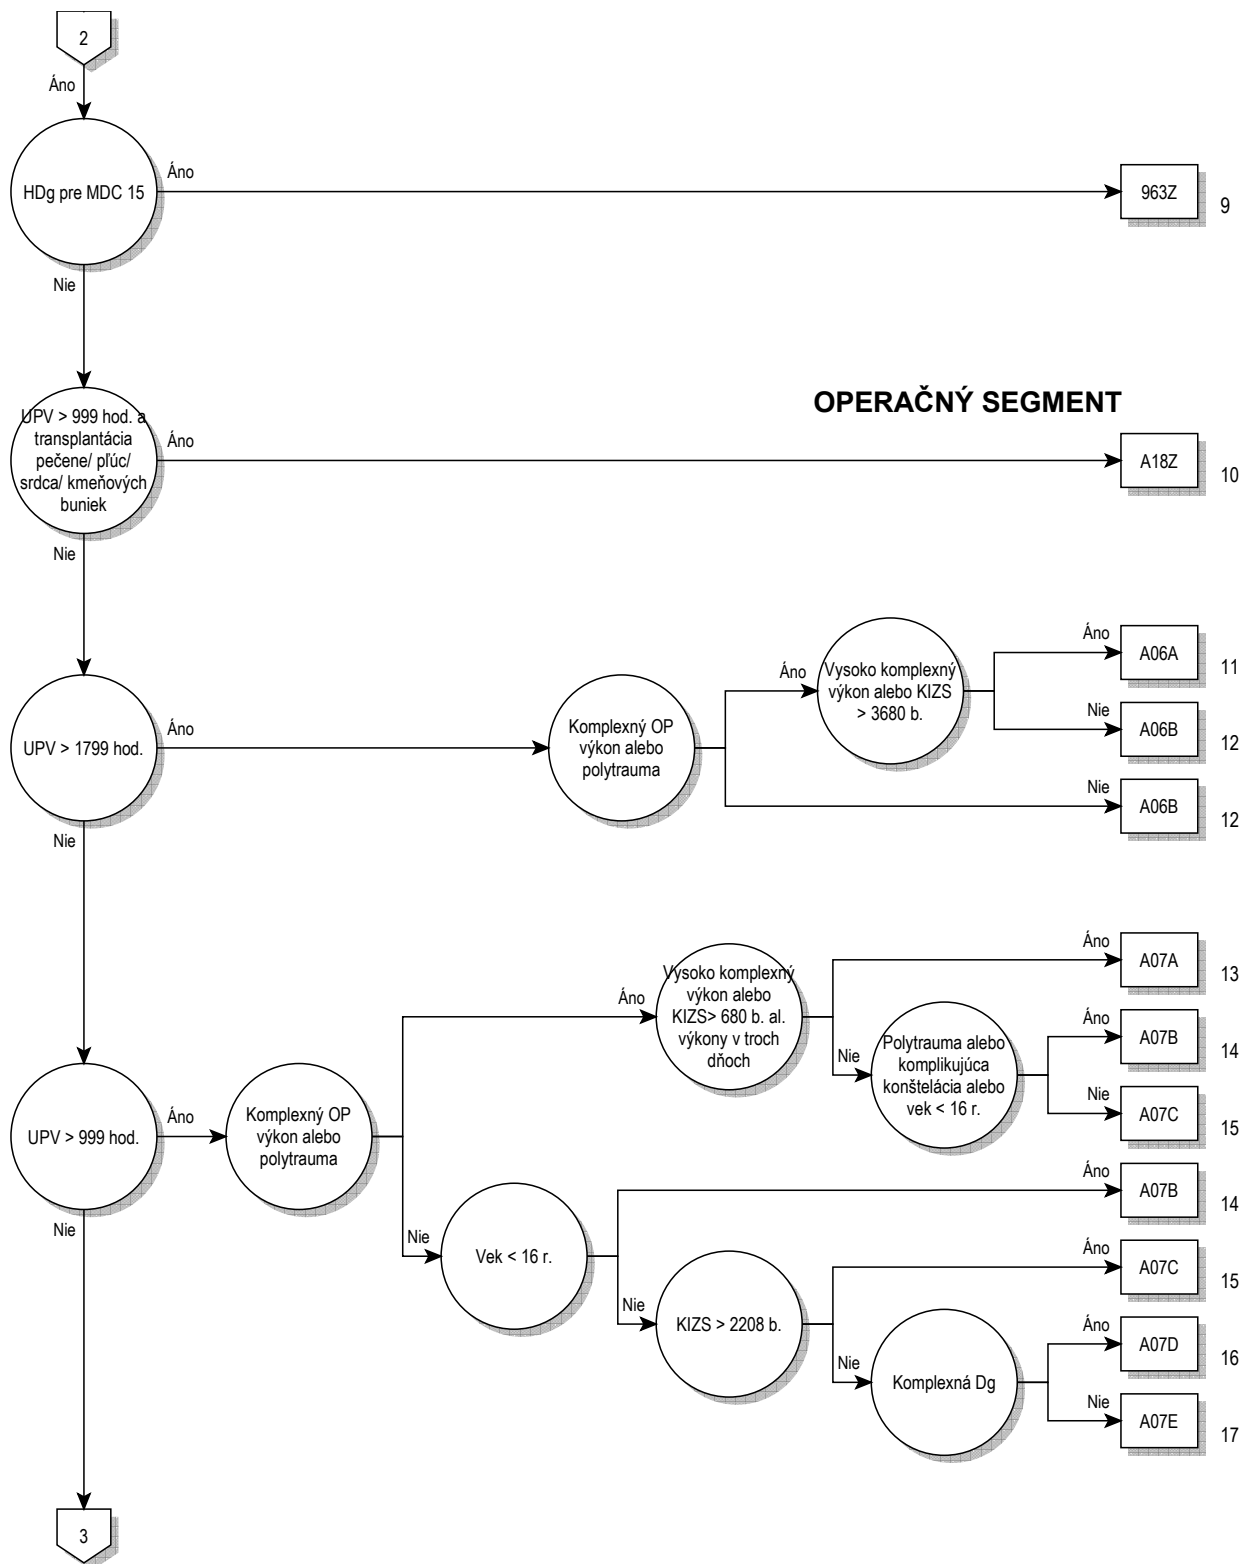 2
Áno
HDg pre MDC 15
Áno
963Z
9
Nie
OPERAČNÝ SEGMENT
UPV > 999 hod. a
transplantácia
pečene/ pľúc/
srdca/ kmeňových
buniek
Áno
A18Z
10
Nie
UPV > 1799 hod.
Áno
Komplexný OP
výkon alebo
polytrauma
Áno
Vysoko komplexný
výkon alebo KIZS
> 3680 b.
Áno
A06A
11
Nie
A06B
12
Nie
A06B
12
Nie
UPV > 999 hod.
Áno
Komplexný OP
výkon alebo
polytrauma
Áno
Vysoko komplexný
výkon alebo
KIZS> 680 b. al.
výkony v troch
dňoch
Áno
A07A
13
Nie
Polytrauma alebo
komplikujúca
konštelácia alebo
vek < 16 r.
Áno
A07B
14
Nie
A07C
15
Nie
Vek < 16 r.
Áno
A07B
14
Nie
KIZS > 2208 b.
Áno
A07C
15
Nie
Komplexná Dg
Áno
A07D
16
Nie
A07E
17
Nie
3